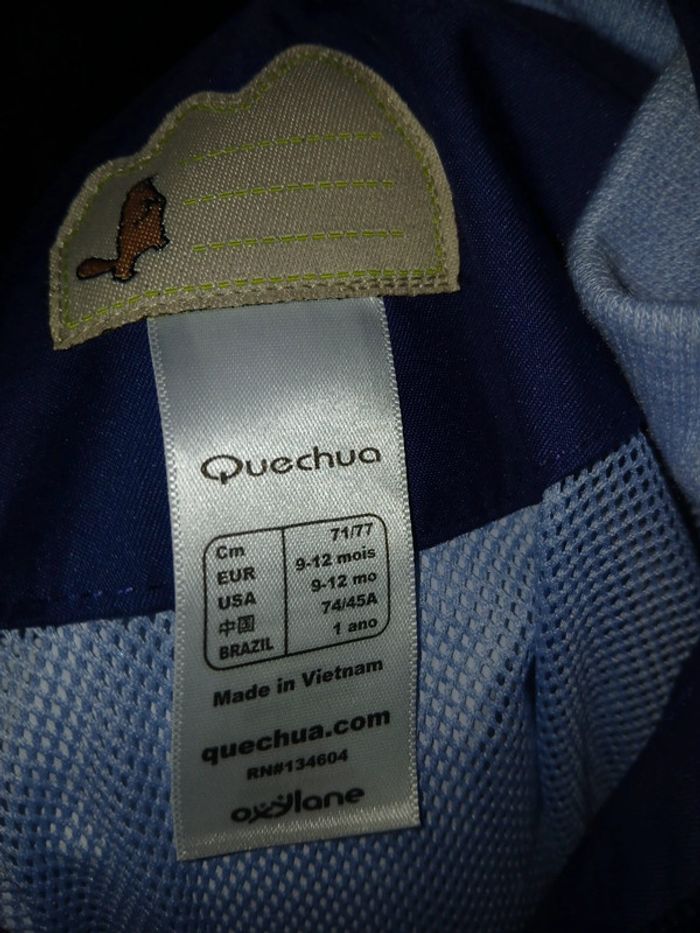 Quechua
Cm 71/77
EUR 9-12 mois
USA 9-12 mo
中国 74/45A
BRAZIL 1 ano
Made in Vietnam
quechua.com
RN#134604
oxylane